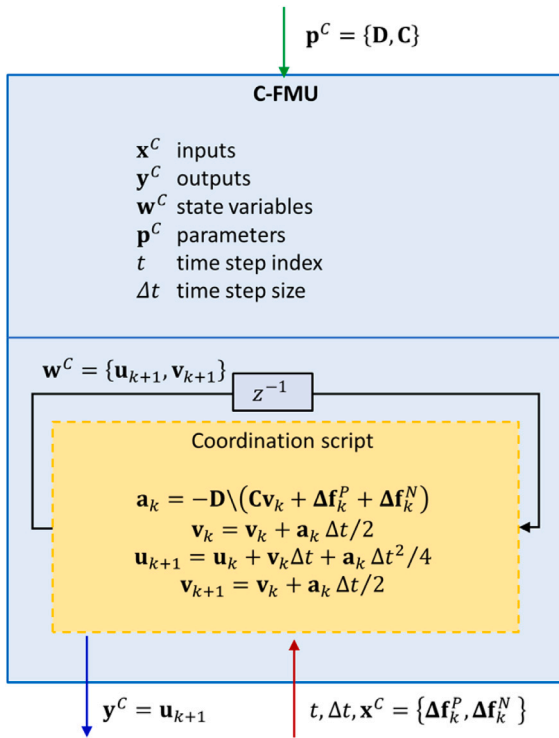 𝐩^C = {𝐃, 𝐂}
C-FMU
𝐱^C inputs
𝐲^C outputs
𝐰^C state variables
𝐩^C parameters
t time step index
Δt time step size
𝐰^C = {𝐮_{k+1}, 𝐯_{k+1}}
z^{−1}
Coordination script
𝐚_k = −𝐃\(𝐂𝐯_k + 𝚫𝐟_k^P + 𝚫𝐟_k^N)
𝐯_k = 𝐯_k + 𝐚_k Δt/2
𝐮_{k+1} = 𝐮_k + 𝐯_kΔt + 𝐚_k Δt^2/4
𝐯_{k+1} = 𝐯_k + 𝐚_k Δt/2
𝐲^C = 𝐮_{k+1}
t, Δt, 𝐱^C = {𝚫𝐟_k^P, 𝚫𝐟_k^N}